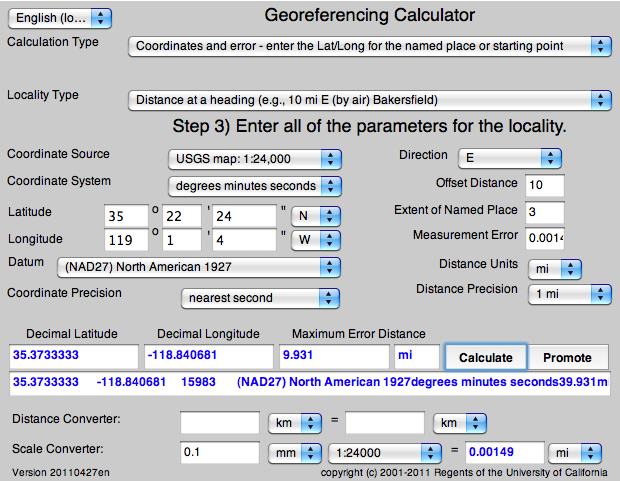 English (lo...
Georeferencing Calculator
Calculation Type
Coordinates and error - enter the Lat/Long for the named place or starting point
Locality Type
Distance at a heading (e.g., 10 mi E (by air) Bakersfield)
Step 3) Enter all of the parameters for the locality.
Coordinate Source USGS map: 1:24,000 Direction E
Coordinate System degrees minutes seconds Offset Distance 10
Latitude 35 o 22 ' 24 " N Extent of Named Place 3
Longitude 119 o 1 ' 4 " W Measurement Error 0.0014
Datum (NAD27) North American 1927 Distance Units mi
Coordinate Precision nearest second Distance Precision 1 mi
Decimal Latitude Decimal Longitude Maximum Error Distance
35.3733333 -118.840681 9.931 mi Calculate Promote
35.3733333 -118.840681 15983 (NAD27) North American 1927degrees minutes seconds39.931m
Distance Converter: km = km
Scale Converter: 0.1 mm 1:24000 = 0.00149 mi
Version 20110427en copyright (c) 2001-2011 Regents of the University of California